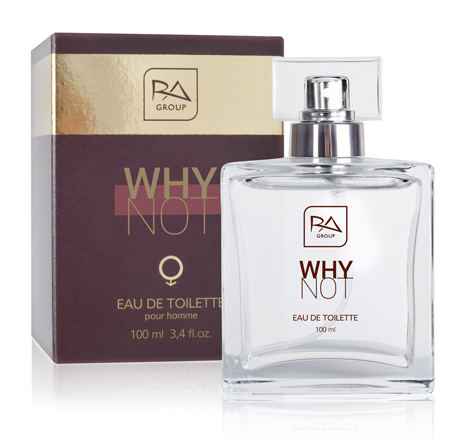 RA
GROUP
WHY
NOT
EAU DE TOILETTE
pour homme
100 ml 3,4 fl.oz.
RA
GROUP
WHY
NOT
EAU DE TOILETTE
100 ml